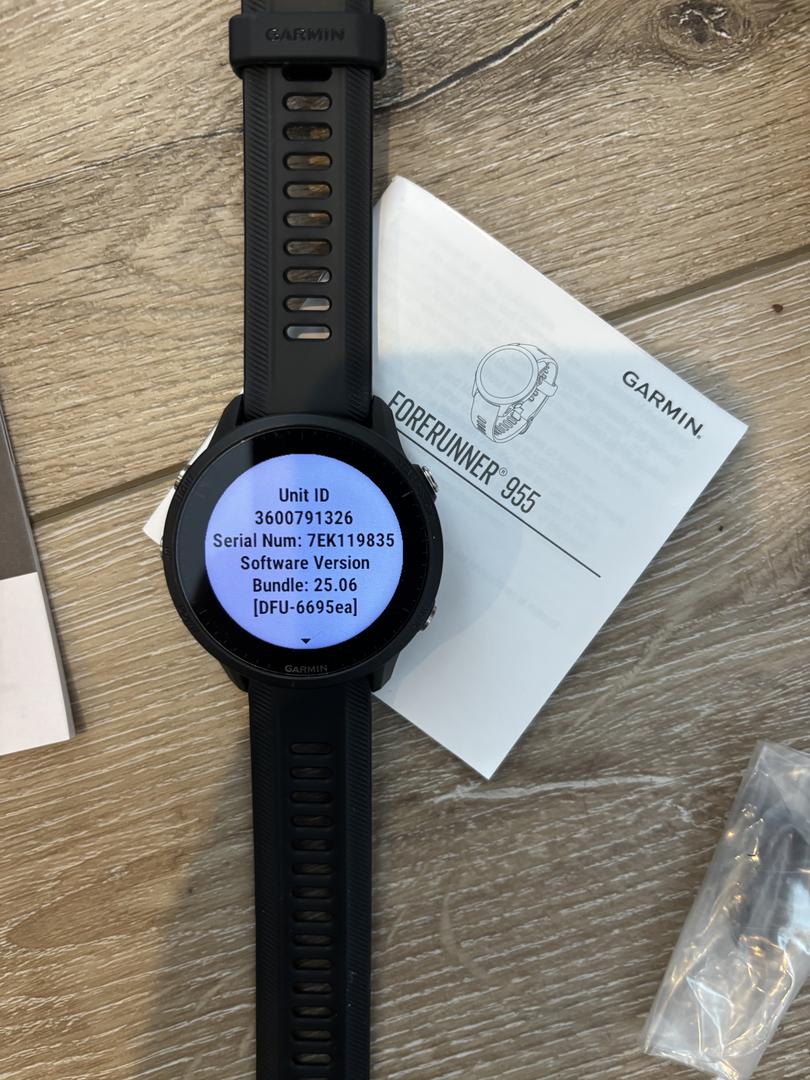 GARMIN
GARMIN®
FORERUNNER® 955
Unit ID
3600791326
Serial Num: 7EK119835
Software Version
Bundle: 25.06
[DFU-6695ea]
GARMIN